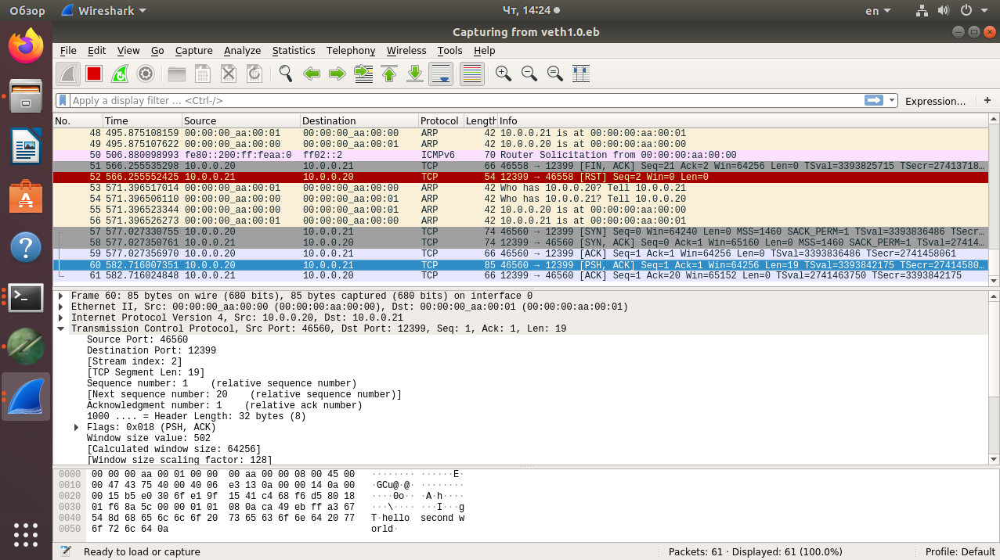 Обзор Wireshark Чт, 14:24 en
Capturing from veth1.0.eb
File Edit View Go Capture Analyze Statistics Telephony Wireless Tools Help
Apply a display filter … <Ctrl-/> Expression… +
No. Time Source Destination Protocol Length Info
48 495.875108159 00:00:00_aa:00:01 00:00:00_aa:00:00 ARP 42 10.0.0.21 is at 00:00:00:aa:00:01
49 495.875107622 00:00:00_aa:00:00 00:00:00_aa:00:01 ARP 42 10.0.0.20 is at 00:00:00:aa:00:00
50 506.880098993 fe80::200:ff:feaa:0 ff02::2 ICMPv6 70 Router Solicitation from 00:00:00:aa:00:00
51 566.255535298 10.0.0.20 10.0.0.21 TCP 66 46558 → 12399 [FIN, ACK] Seq=21 Ack=2 Win=64256 Len=0 TSval=3393825715 TSecr=27413718…
52 566.255552425 10.0.0.21 10.0.0.20 TCP 54 12399 → 46558 [RST] Seq=2 Win=0 Len=0
53 571.396517014 00:00:00_aa:00:01 00:00:00_aa:00:00 ARP 42 Who has 10.0.0.20? Tell 10.0.0.21
54 571.396506110 00:00:00_aa:00:00 00:00:00_aa:00:01 ARP 42 Who has 10.0.0.21? Tell 10.0.0.20
55 571.396523344 00:00:00_aa:00:00 00:00:00_aa:00:01 ARP 42 10.0.0.20 is at 00:00:00:aa:00:00
56 571.396526273 00:00:00_aa:00:01 00:00:00_aa:00:00 ARP 42 10.0.0.21 is at 00:00:00:aa:00:01
57 577.027330755 10.0.0.20 10.0.0.21 TCP 74 46560 → 12399 [SYN] Seq=0 Win=64240 Len=0 MSS=1460 SACK_PERM=1 TSval=3393836486 TSecr…
58 577.027350761 10.0.0.21 10.0.0.20 TCP 74 12399 → 46560 [SYN, ACK] Seq=0 Ack=1 Win=65160 Len=0 MSS=1460 SACK_PERM=1 TSval=27414…
59 577.027356970 10.0.0.20 10.0.0.21 TCP 66 46560 → 12399 [ACK] Seq=1 Ack=1 Win=64256 Len=0 TSval=3393836486 TSecr=2741458061
60 582.716007351 10.0.0.20 10.0.0.21 TCP 85 46560 → 12399 [PSH, ACK] Seq=1 Ack=1 Win=64256 Len=19 TSval=3393842175 TSecr=27414580…
61 582.716024848 10.0.0.21 10.0.0.20 TCP 66 12399 → 46560 [ACK] Seq=1 Ack=20 Win=65152 Len=0 TSval=2741463750 TSecr=3393842175
Frame 60: 85 bytes on wire (680 bits), 85 bytes captured (680 bits) on interface 0
Ethernet II, Src: 00:00:00_aa:00:00 (00:00:00:aa:00:00), Dst: 00:00:00_aa:00:01 (00:00:00:aa:00:01)
Internet Protocol Version 4, Src: 10.0.0.20, Dst: 10.0.0.21
Transmission Control Protocol, Src Port: 46560, Dst Port: 12399, Seq: 1, Ack: 1, Len: 19
Source Port: 46560
Destination Port: 12399
[Stream index: 2]
[TCP Segment Len: 19]
Sequence number: 1 (relative sequence number)
[Next sequence number: 20 (relative sequence number)]
Acknowledgment number: 1 (relative ack number)
1000 .... = Header Length: 32 bytes (8)
Flags: 0x018 (PSH, ACK)
Window size value: 502
[Calculated window size: 64256]
[Window size scaling factor: 128]
0000 00 00 00 aa 00 01 00 00 00 aa 00 00 08 00 45 00 ········ ······E·
0010 00 47 43 75 40 00 40 06 e3 13 0a 00 00 14 0a 00 ·GCu@·@· ········
0020 00 15 b5 e0 30 6f e1 9f 15 41 c4 68 f6 d5 80 18 ····0o·· ·A·h····
0030 01 f6 8a 5c 00 00 01 01 08 0a ca 49 eb ff a3 67 ···\···· ···I···g
0040 54 8d 68 65 6c 6c 6f 20 73 65 63 6f 6e 64 20 77 T·hello second w
0050 6f 72 6c 64 0a orld·
Ready to load or capture Packets: 61 · Displayed: 61 (100.0%) Profile: Default